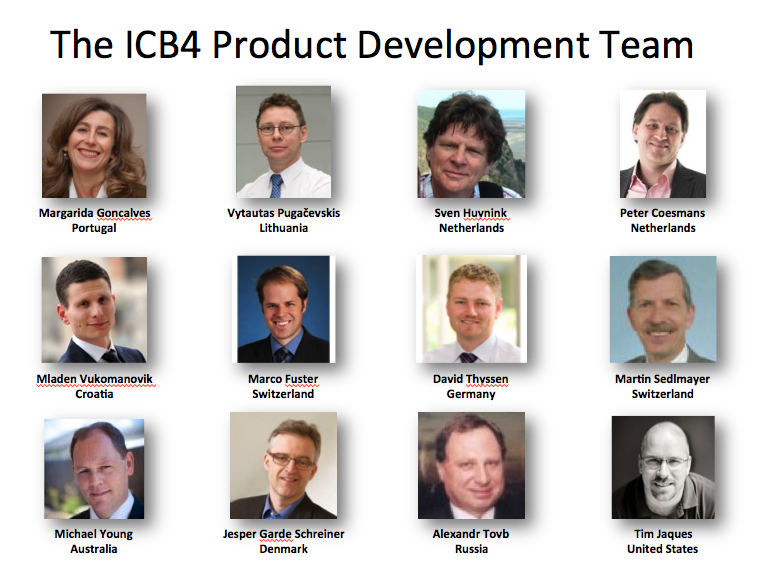 The ICB4 Product Development Team
Margarida Goncalves
Portugal
Vytautas Pugačevskis
Lithuania
Sven Huvnink
Netherlands
Peter Coesmans
Netherlands
Mladen Vukomanovik
Croatia
Marco Fuster
Switzerland
David Thyssen
Germany
Martin Sedlmayer
Switzerland
Michael Young
Australia
Jesper Garde Schreiner
Denmark
Alexandr Tovb
Russia
Tim Jaques
United States